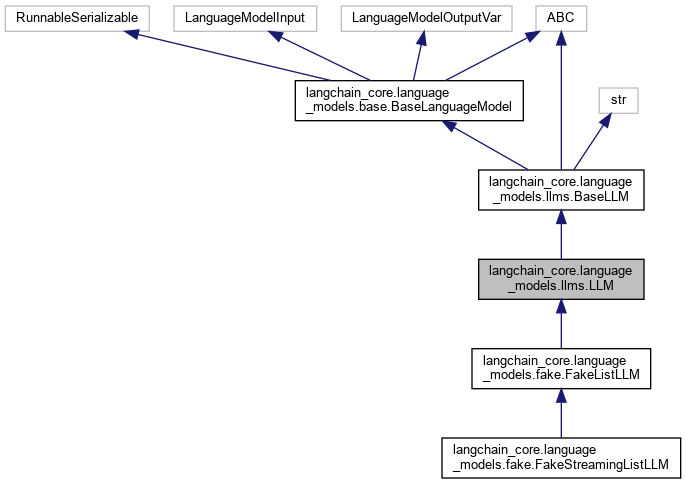 RunnableSerializable
LanguageModelInput
LanguageModelOutputVar
ABC
langchain_core.language
_models.base.BaseLanguageModel
str
langchain_core.language
_models.llms.BaseLLM
langchain_core.language
_models.llms.LLM
langchain_core.language
_models.fake.FakeListLLM
langchain_core.language
_models.fake.FakeStreamingListLLM